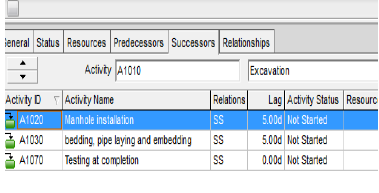 General Status Resources Predecessors Successors Relationships
Activity A1010 Excavation
Activity ID Activity Name Relations Lag Activity Status Resourc
A1020 Manhole installation SS 5.00d Not Started
A1030 bedding, pipe laying and embedding SS 5.00d Not Started
A1070 Testing at completion SS 0.00d Not Started